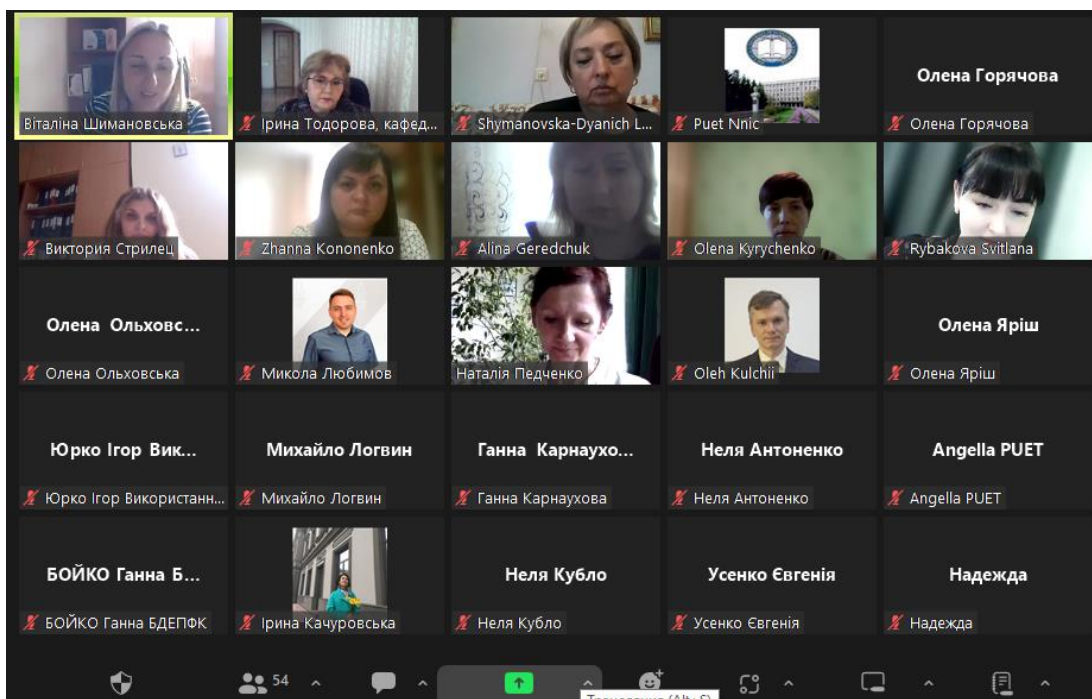 Віталіна Шимановська
Ірина Тодорова, кафед...
Shymanovska-Dyanich L...
Puet Nnic
Олена Горячова
Олена Горячова
Виктория Стрилец
Zhanna Kononenko
Alina Geredchuk
Olena Kyrychenko
Rybakova Svitlana
Олена Ольховс...
Олена Ольховська
Микола Любимов
Наталія Педченко
Oleh Kulchii
Олена Яріш
Олена Яріш
Юрко Ігор Вик...
Юрко Ігор Використанн...
Михайло Логвин
Михайло Логвин
Ганна Карнаухо...
Ганна Карнаухова
Неля Антоненко
Неля Антоненко
Angella PUET
Angella PUET
БОЙКО Ганна Б...
БОЙКО Ганна БДЕПФК
Ірина Качуровська
Неля Кубло
Неля Кубло
Усенко Євгенія
Усенко Євгенія
Надежда
Надежда
54